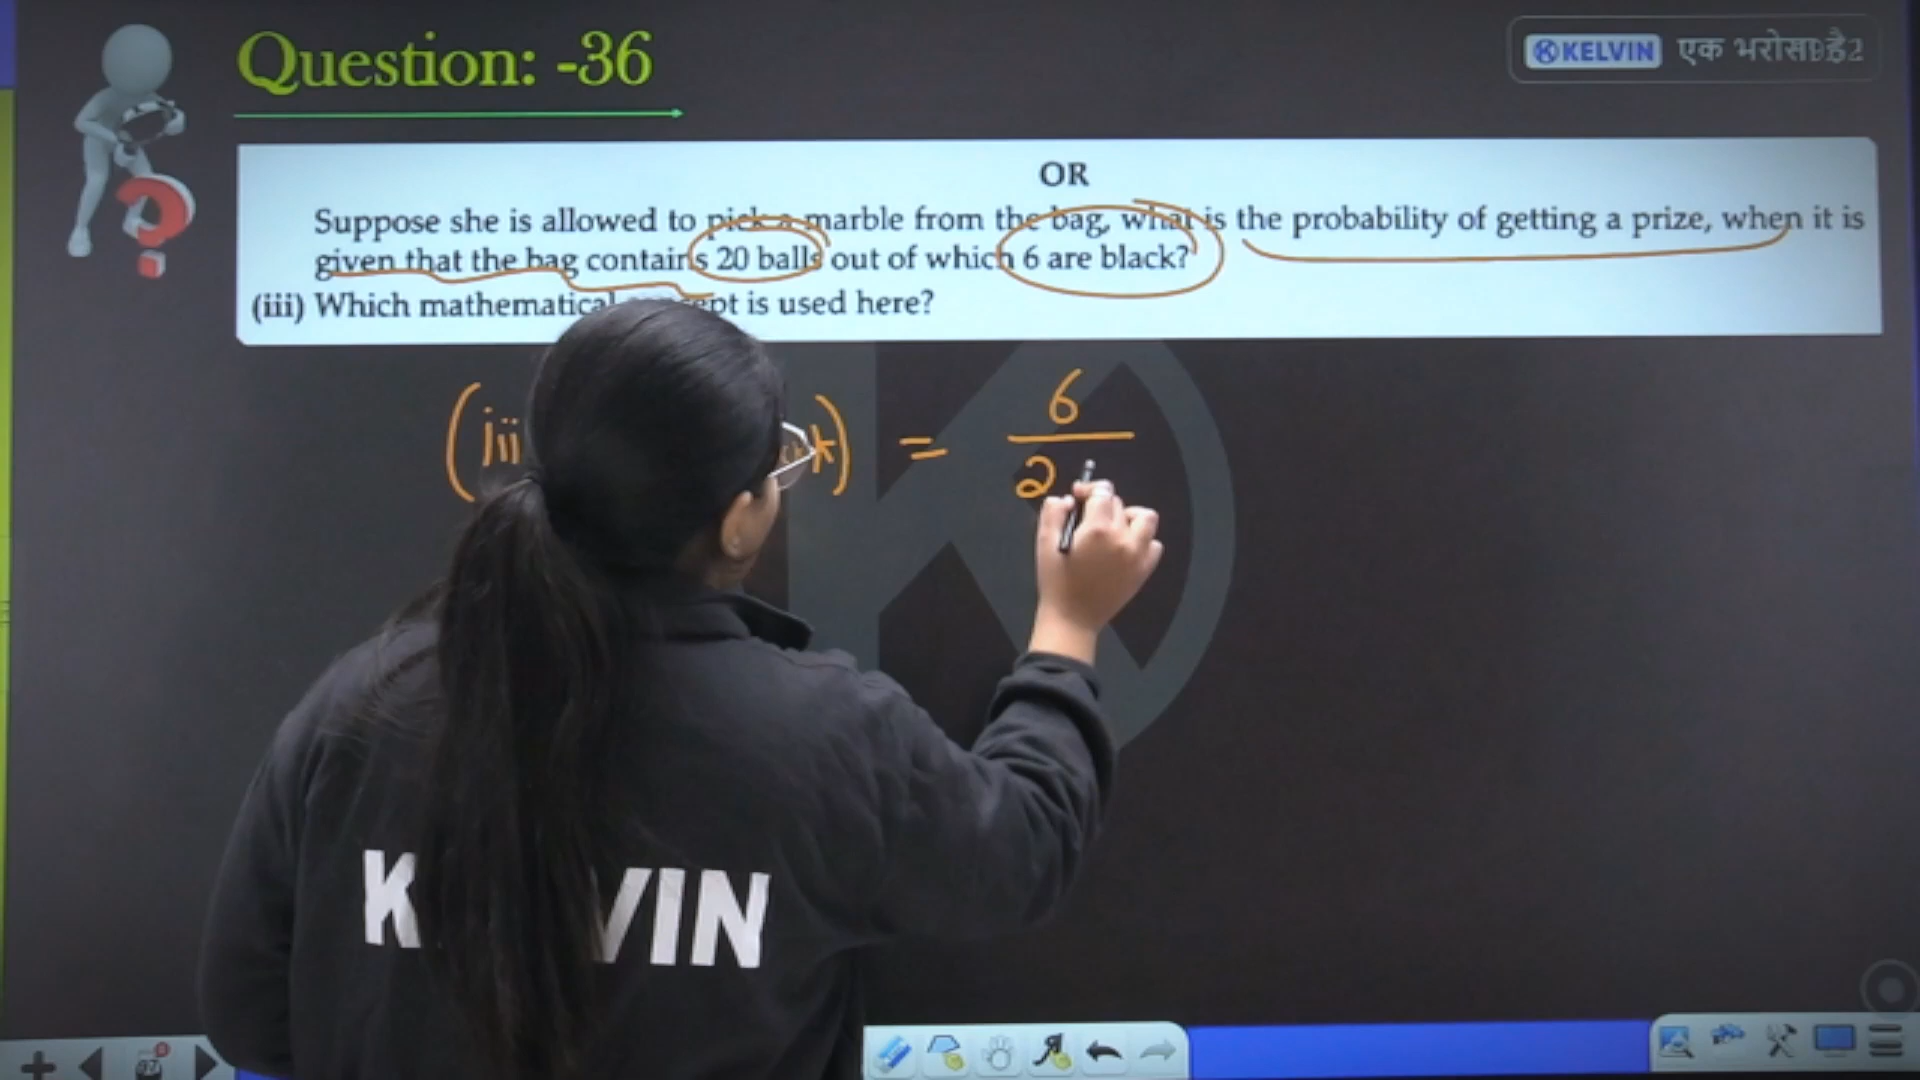 Question: -36
KELVIN एक भरोसा है
OR
Suppose she is allowed to pick a marble from the bag, what is the probability of getting a prize, when it is
given that the bag contains 20 balls out of which 6 are black?
(iii) Which mathematical concept is used here?
(iii k) = 6
2
K VIN